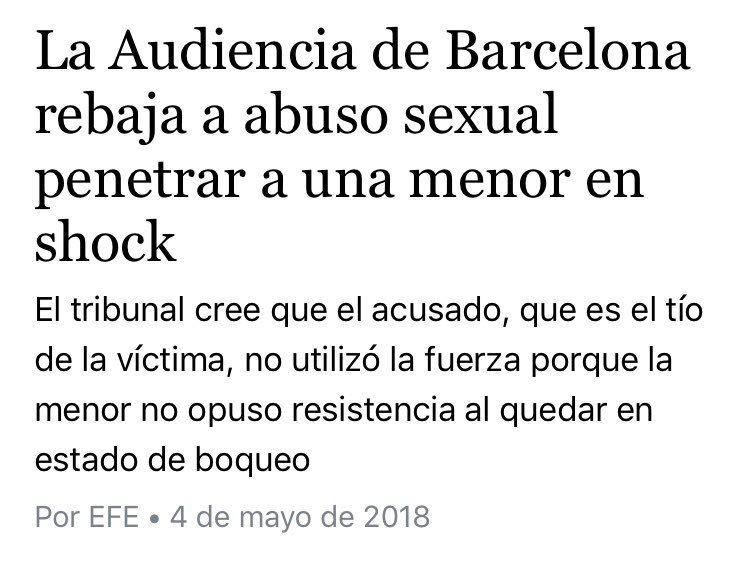 La Audiencia de Barcelona
rebaja a abuso sexual
penetrar a una menor en
shock
El tribunal cree que el acusado, que es el tío
de la víctima, no utilizó la fuerza porque la
menor no opuso resistencia al quedar en
estado de boqueo
Por EFE • 4 de mayo de 2018